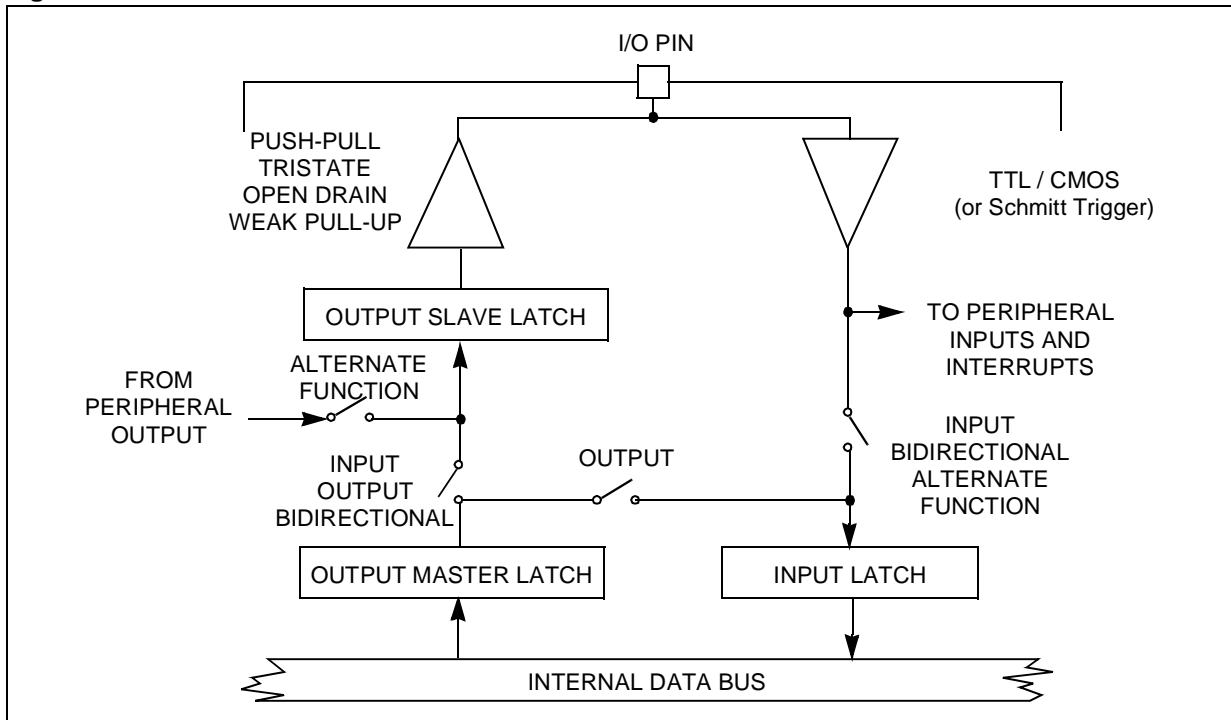 I/O PIN
PUSH-PULL
TRISTATE
OPEN DRAIN
WEAK PULL-UP
TTL / CMOS
(or Schmitt Trigger)
OUTPUT SLAVE LATCH
TO PERIPHERAL
INPUTS AND
INTERRUPTS
ALTERNATE
FUNCTION
FROM
PERIPHERAL
OUTPUT
INPUT
OUTPUT
BIDIRECTIONAL
OUTPUT
INPUT
BIDIRECTIONAL
ALTERNATE
FUNCTION
OUTPUT MASTER LATCH
INPUT LATCH
INTERNAL DATA BUS